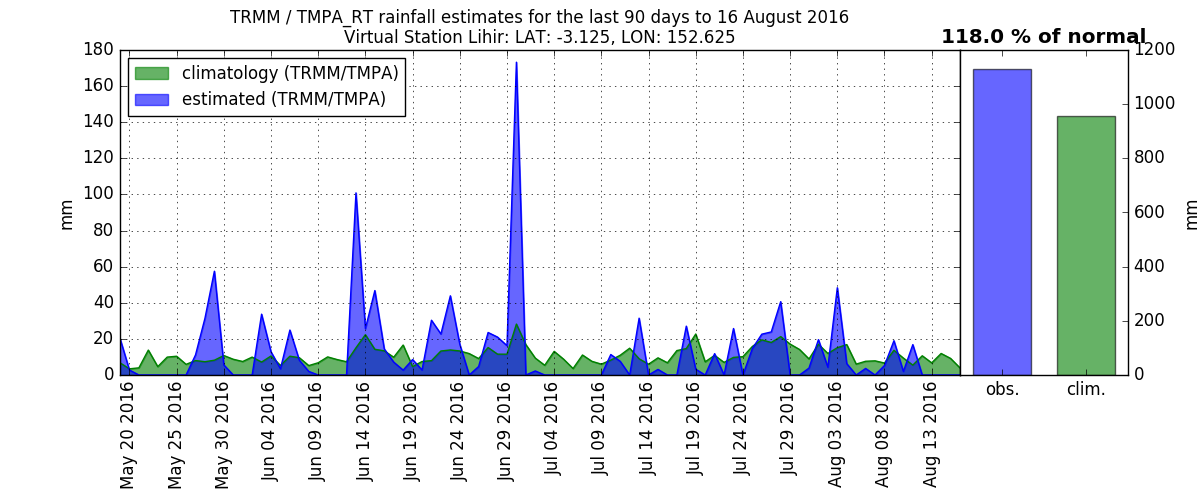 TRMM / TMPA_RT rainfall estimates for the last 90 days to 16 August 2016
Virtual Station Lihir: LAT: -3.125, LON: 152.625
118.0 % of normal
climatology (TRMM/TMPA)
estimated (TRMM/TMPA)
mm
180
160
140
120
100
80
60
40
20
0
May 20 2016
May 25 2016
May 30 2016
Jun 04 2016
Jun 09 2016
Jun 14 2016
Jun 19 2016
Jun 24 2016
Jun 29 2016
Jul 04 2016
Jul 09 2016
Jul 14 2016
Jul 19 2016
Jul 24 2016
Jul 29 2016
Aug 03 2016
Aug 08 2016
Aug 13 2016
obs.
clim.
1200
1000
800
600
400
200
0
mm